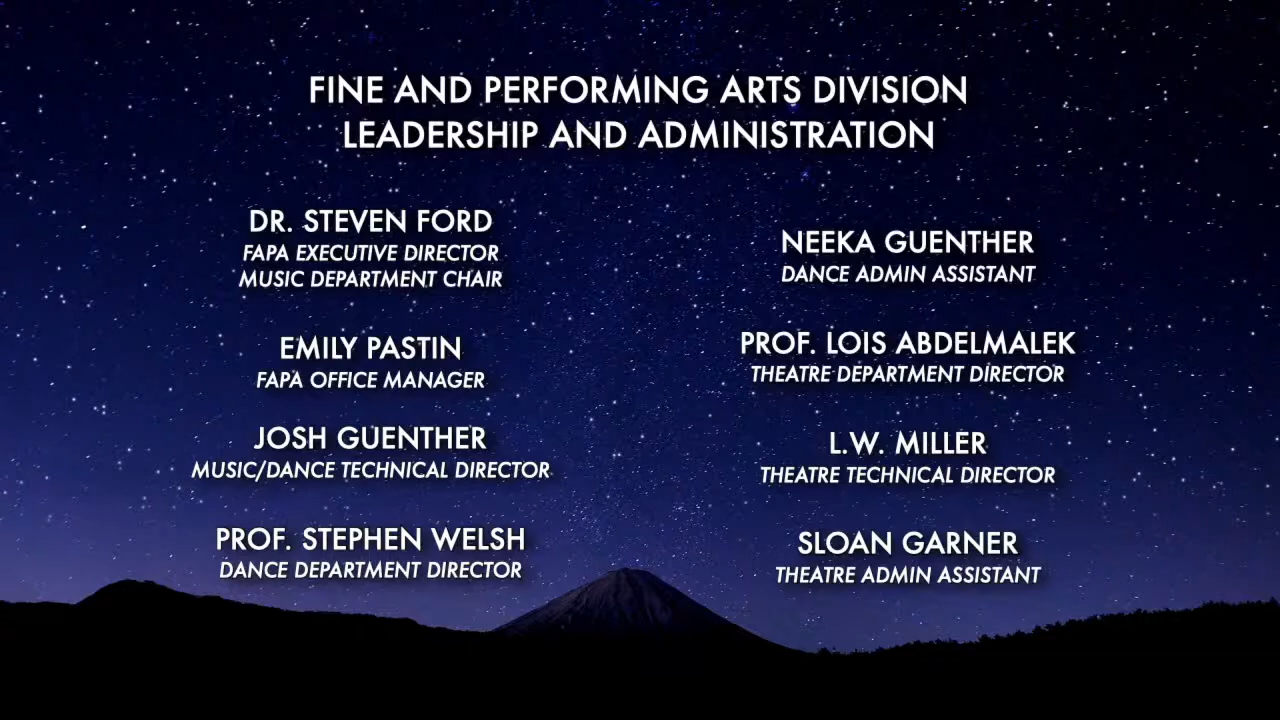 FINE AND PERFORMING ARTS DIVISION
LEADERSHIP AND ADMINISTRATION
DR. STEVEN FORD
FAPA EXECUTIVE DIRECTOR
MUSIC DEPARTMENT CHAIR
EMILY PASTIN
FAPA OFFICE MANAGER
JOSH GUENTHER
MUSIC/DANCE TECHNICAL DIRECTOR
PROF. STEPHEN WELSH
DANCE DEPARTMENT DIRECTOR
NEEKA GUENTHER
DANCE ADMIN ASSISTANT
PROF. LOIS ABDELMALEK
THEATRE DEPARTMENT DIRECTOR
L.W. MILLER
THEATRE TECHNICAL DIRECTOR
SLOAN GARNER
THEATRE ADMIN ASSISTANT